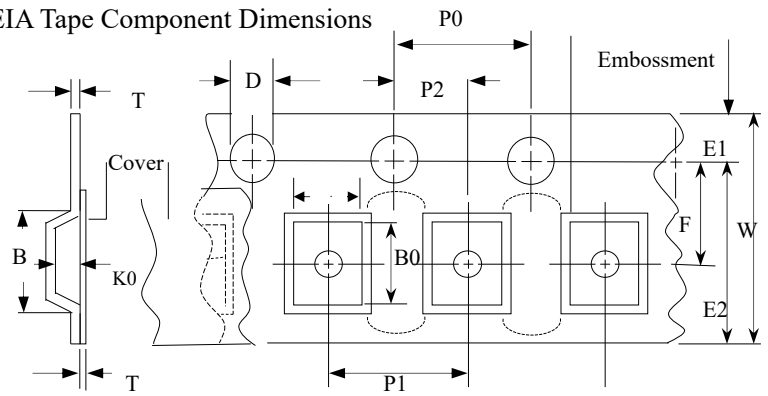 EIA Tape Component Dimensions
P0
Embossment
D
P2
T
E1
Cover
F
W
B
B0
K0
E2
P1
T